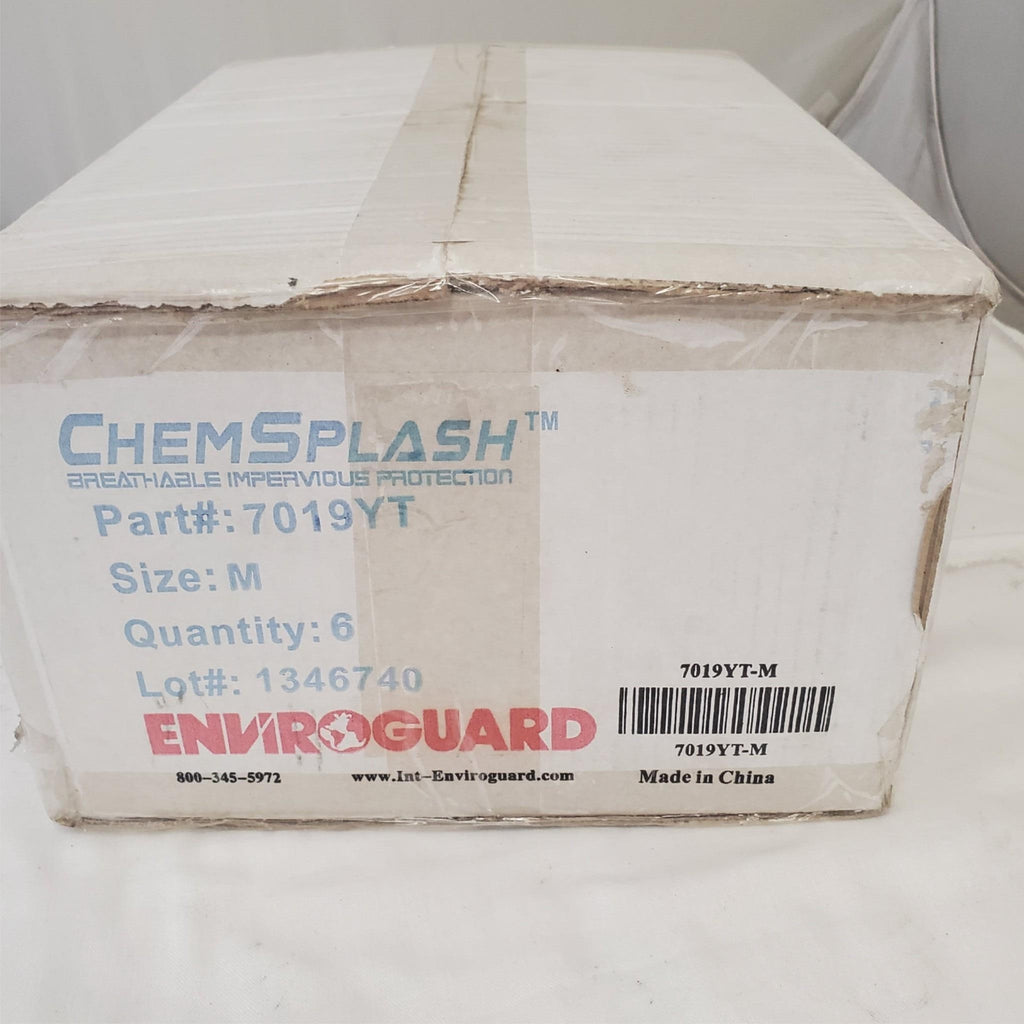 CHEMSPLASH™
BREATHABLE IMPERVIOUS PROTECTION
Part#: 7019YT
Size: M
Quantity: 6
Lot#: 1346740
ENVIROGUARD
800-345-5972 www.Int-Enviroguard.com
7019YT-M
7019YT-M
Made in China